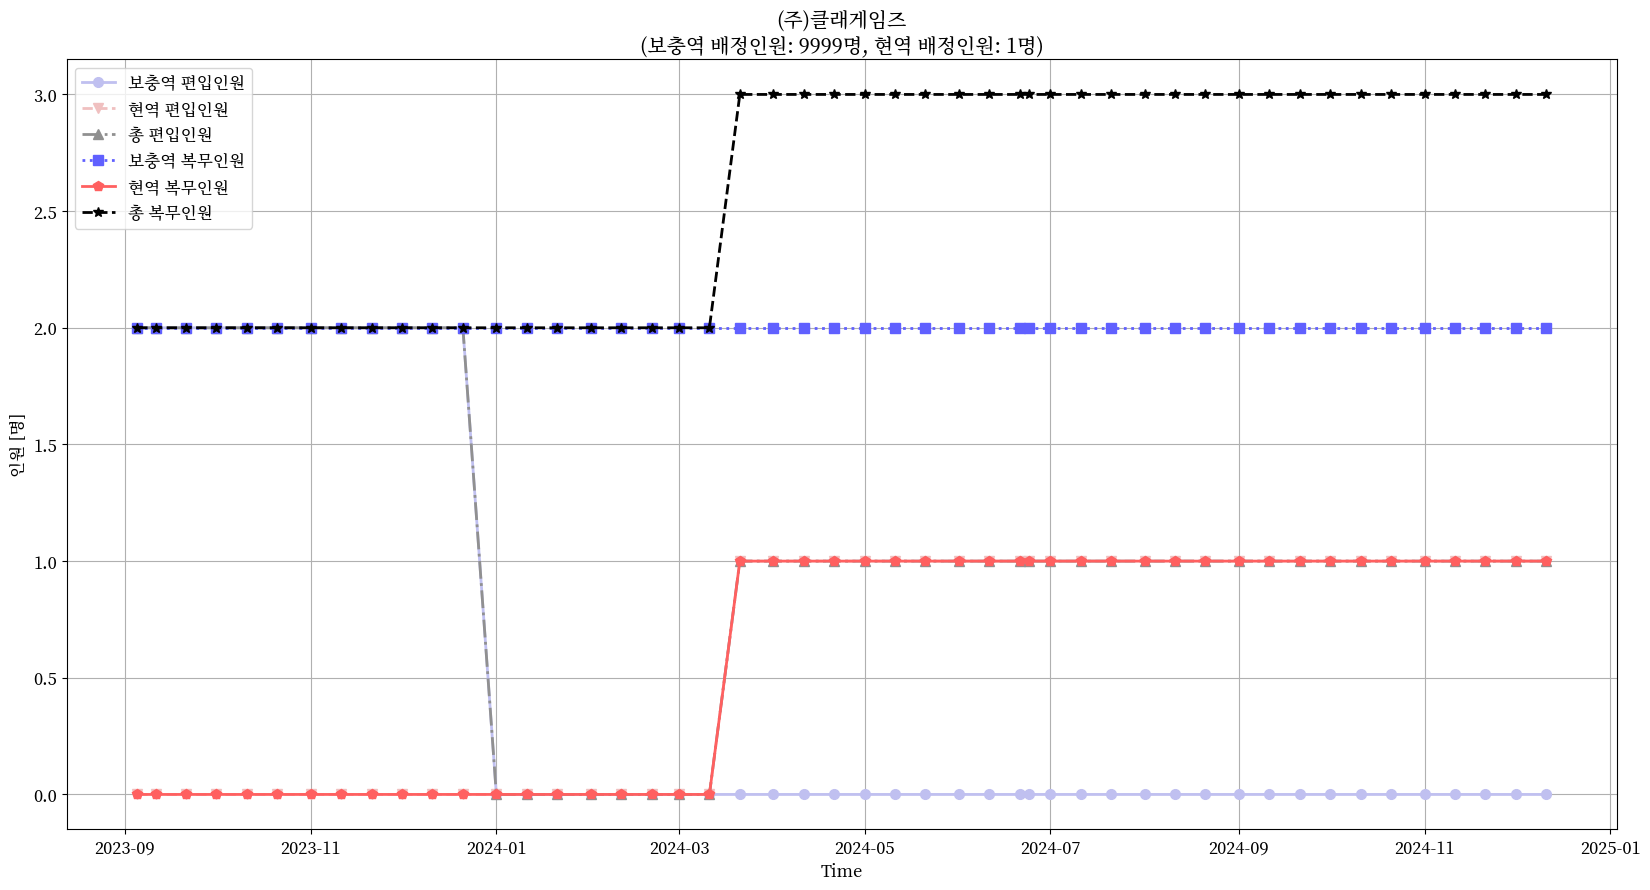 (주)클래게임즈
(보충역 배정인원: 9999명, 현역 배정인원: 1명)
보충역 편입인원
현역 편입인원
총 편입인원
보충역 복무인원
현역 복무인원
총 복무인원
인원 [명]
3.0
2.5
2.0
1.5
1.0
0.5
0.0
2023-09
2023-11
2024-01
2024-03
2024-05
2024-07
2024-09
2024-11
2025-01
Time